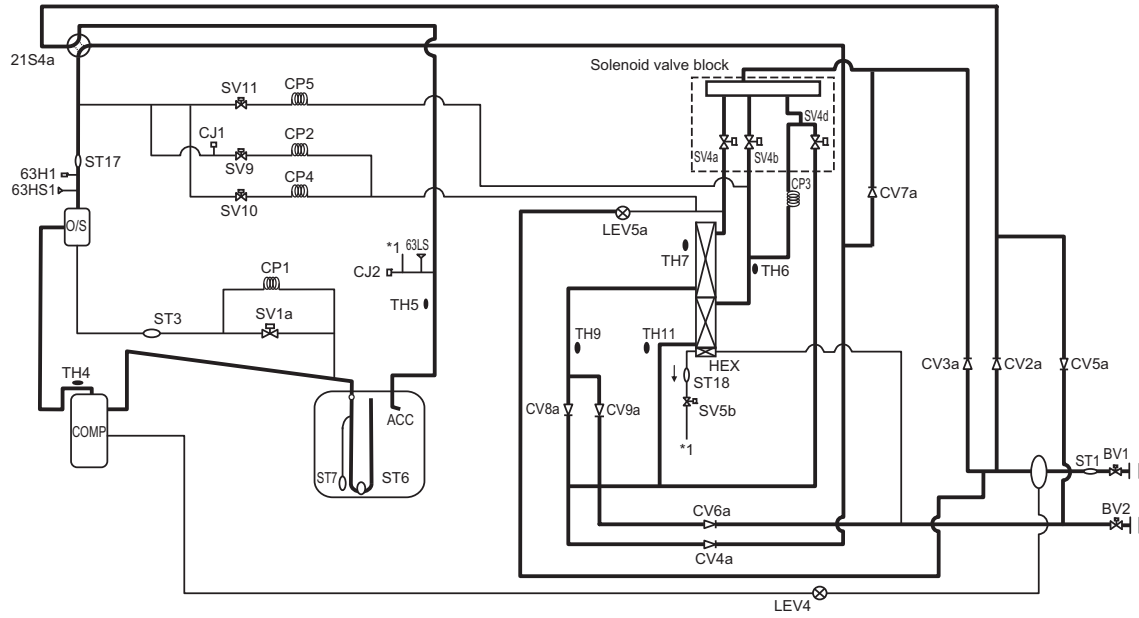 21S4a
Solenoid valve block
SV11
CP5
CJ1
CP2
SV9
CP4
SV10
ST17
63H1
63HS1
O/S
SV4a
SV4b
SV4d
CP3
CV7a
LEV5a
*1
63LS
CJ2
TH5
TH7
TH6
CP1
SV1a
ST3
TH9
TH11
HEX
ST18
SV5b
*1
CV3a
CV2a
CV5a
TH4
COMP
ACC
ST7
ST6
CV8a
CV9a
CV6a
CV4a
ST1
BV1
BV2
LEV4